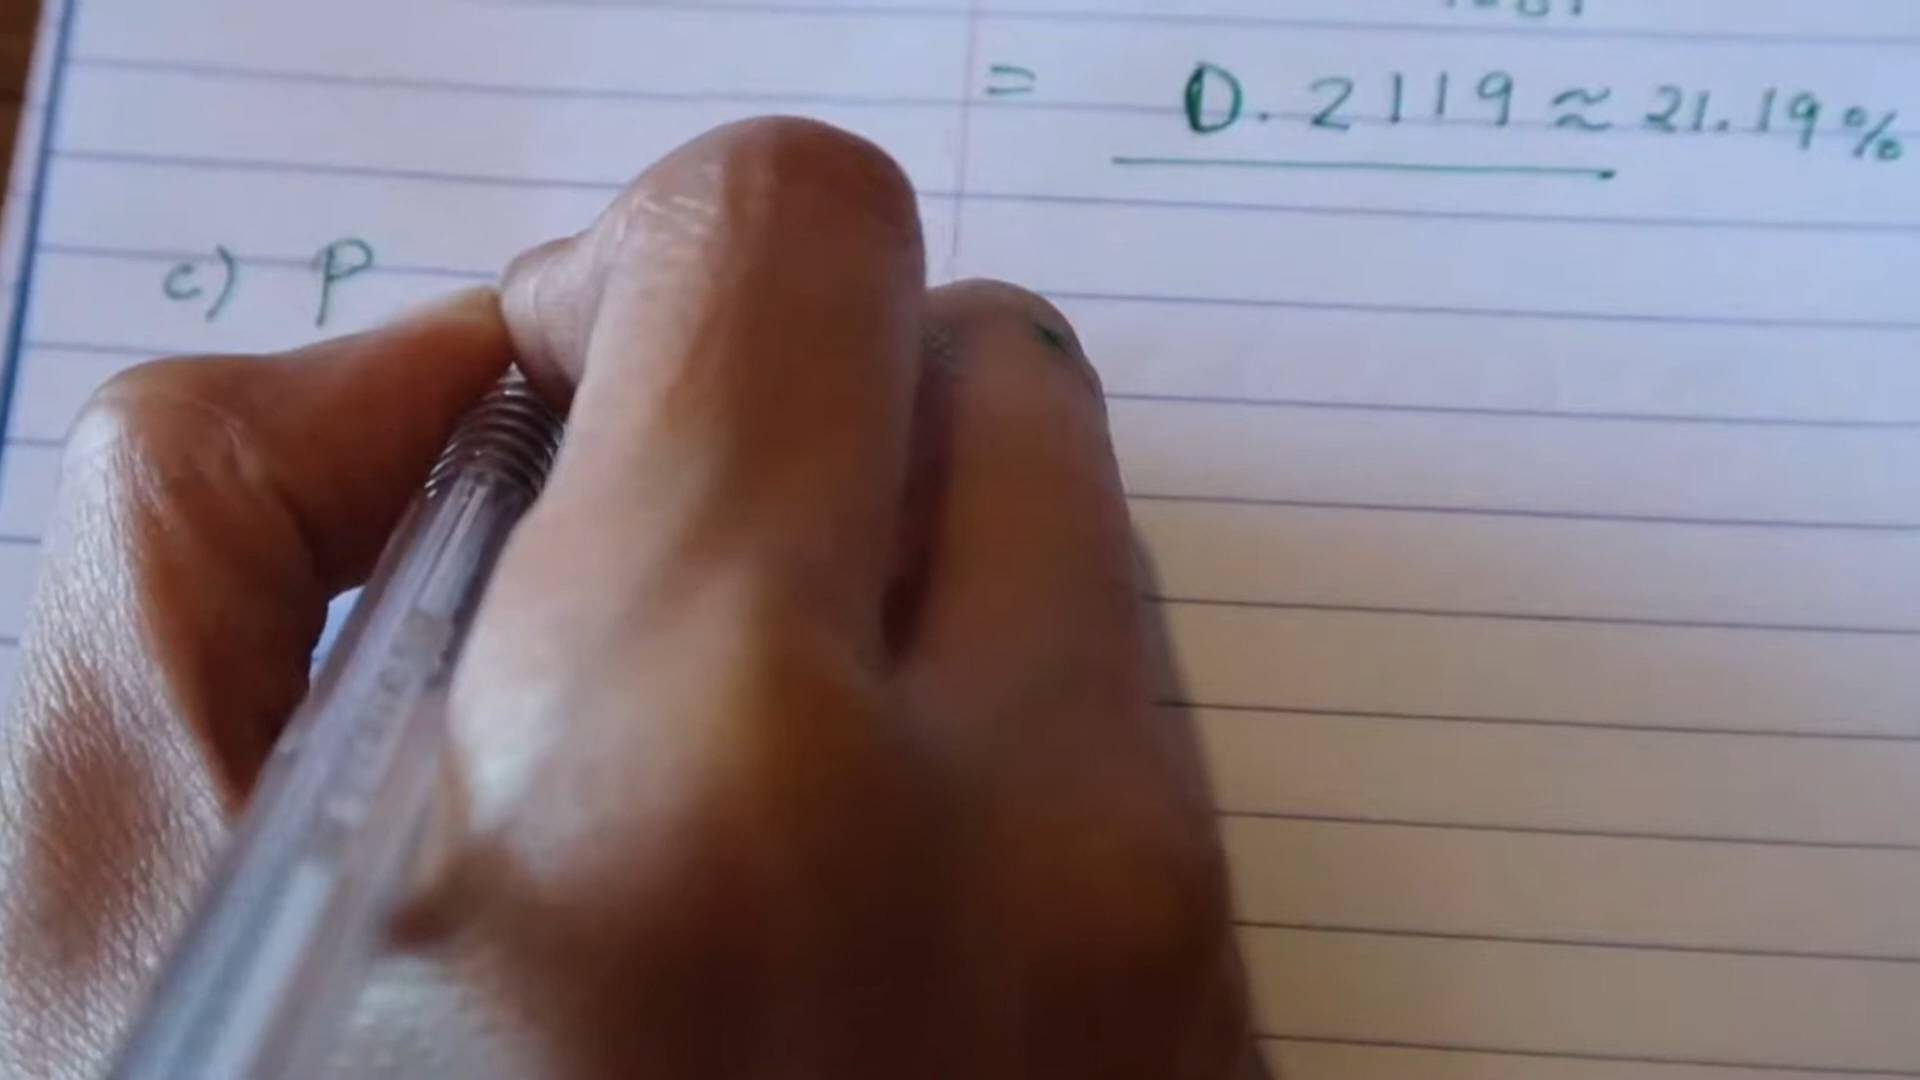 = 0.2119 ≈ 21.19%
c) P